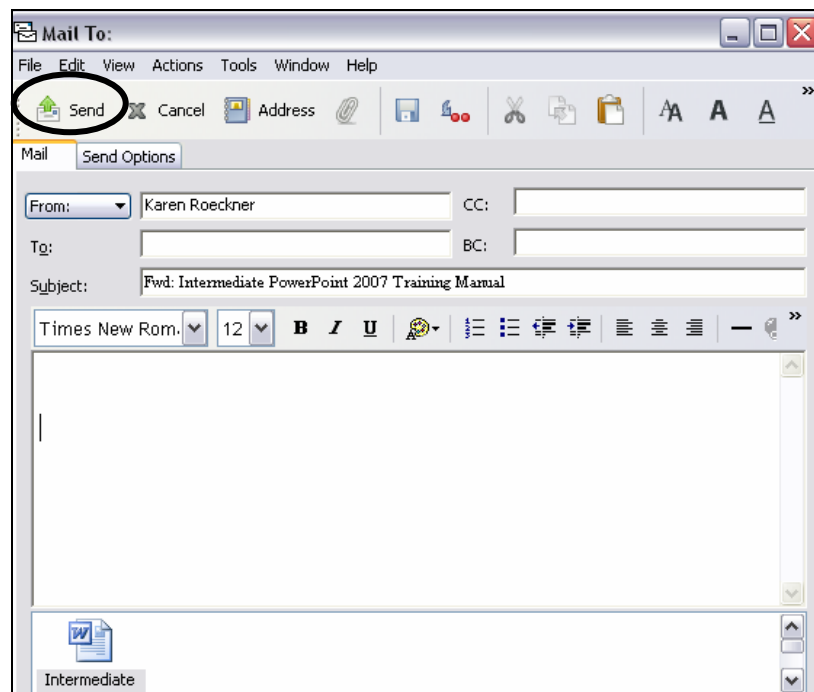 Mail To:
File Edit View Actions Tools Window Help
Send Cancel Address AA A A »
Mail Send Options
From: Karen Roeckner CC:
To: BC:
Subject: Fwd: Intermediate PowerPoint 2007 Training Manual
Times New Rom 12 B I U »
Intermediate